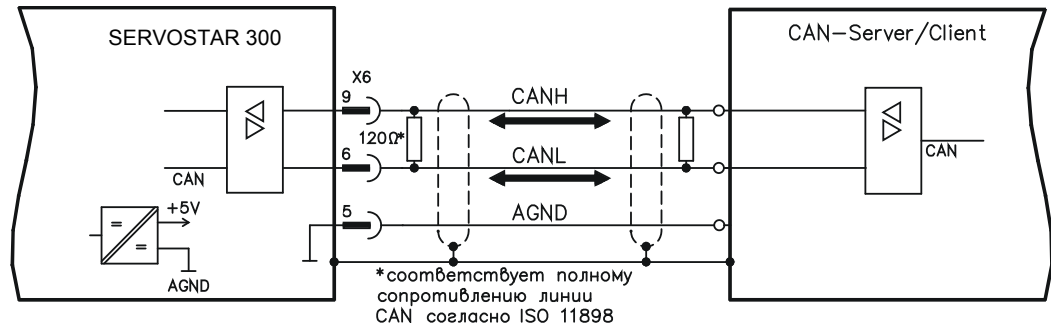 SERVOSTAR 300
CAN-Server/Client
X6
9
CANH
120Ω*
6
CANL
CAN
CAN
5
AGND
+5V
=
=
AGND
*соответствует полному
сопротивлению линии
CAN согласно ISO 11898